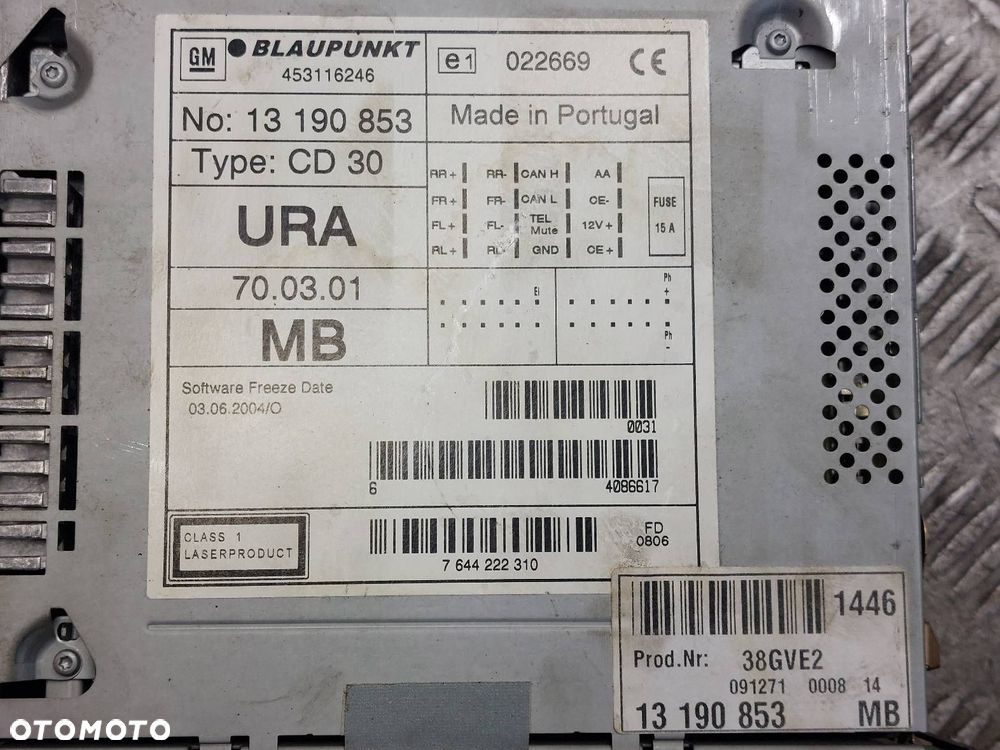 GM BLAUPUNKT
453116246
e1 022669 CE
No: 13 190 853
Made in Portugal
Type: CD 30
RR+ RR- CAN H AA
FR+ FR- CAN L CE-
FL+ FL- TEL Mute 12V+
RL+ RL- GND CE+
FUSE
15 A
URA
70.03.01
MB
Ph
+
Ph
-
Software Freeze Date
03.06.2004/O
0031
6 4086617
CLASS 1
LASERPRODUCT
7 644 222 310
FD
0806
1446
Prod.Nr: 38GVE2
091271 0008 14
13 190 853 MB
OTOMOTO